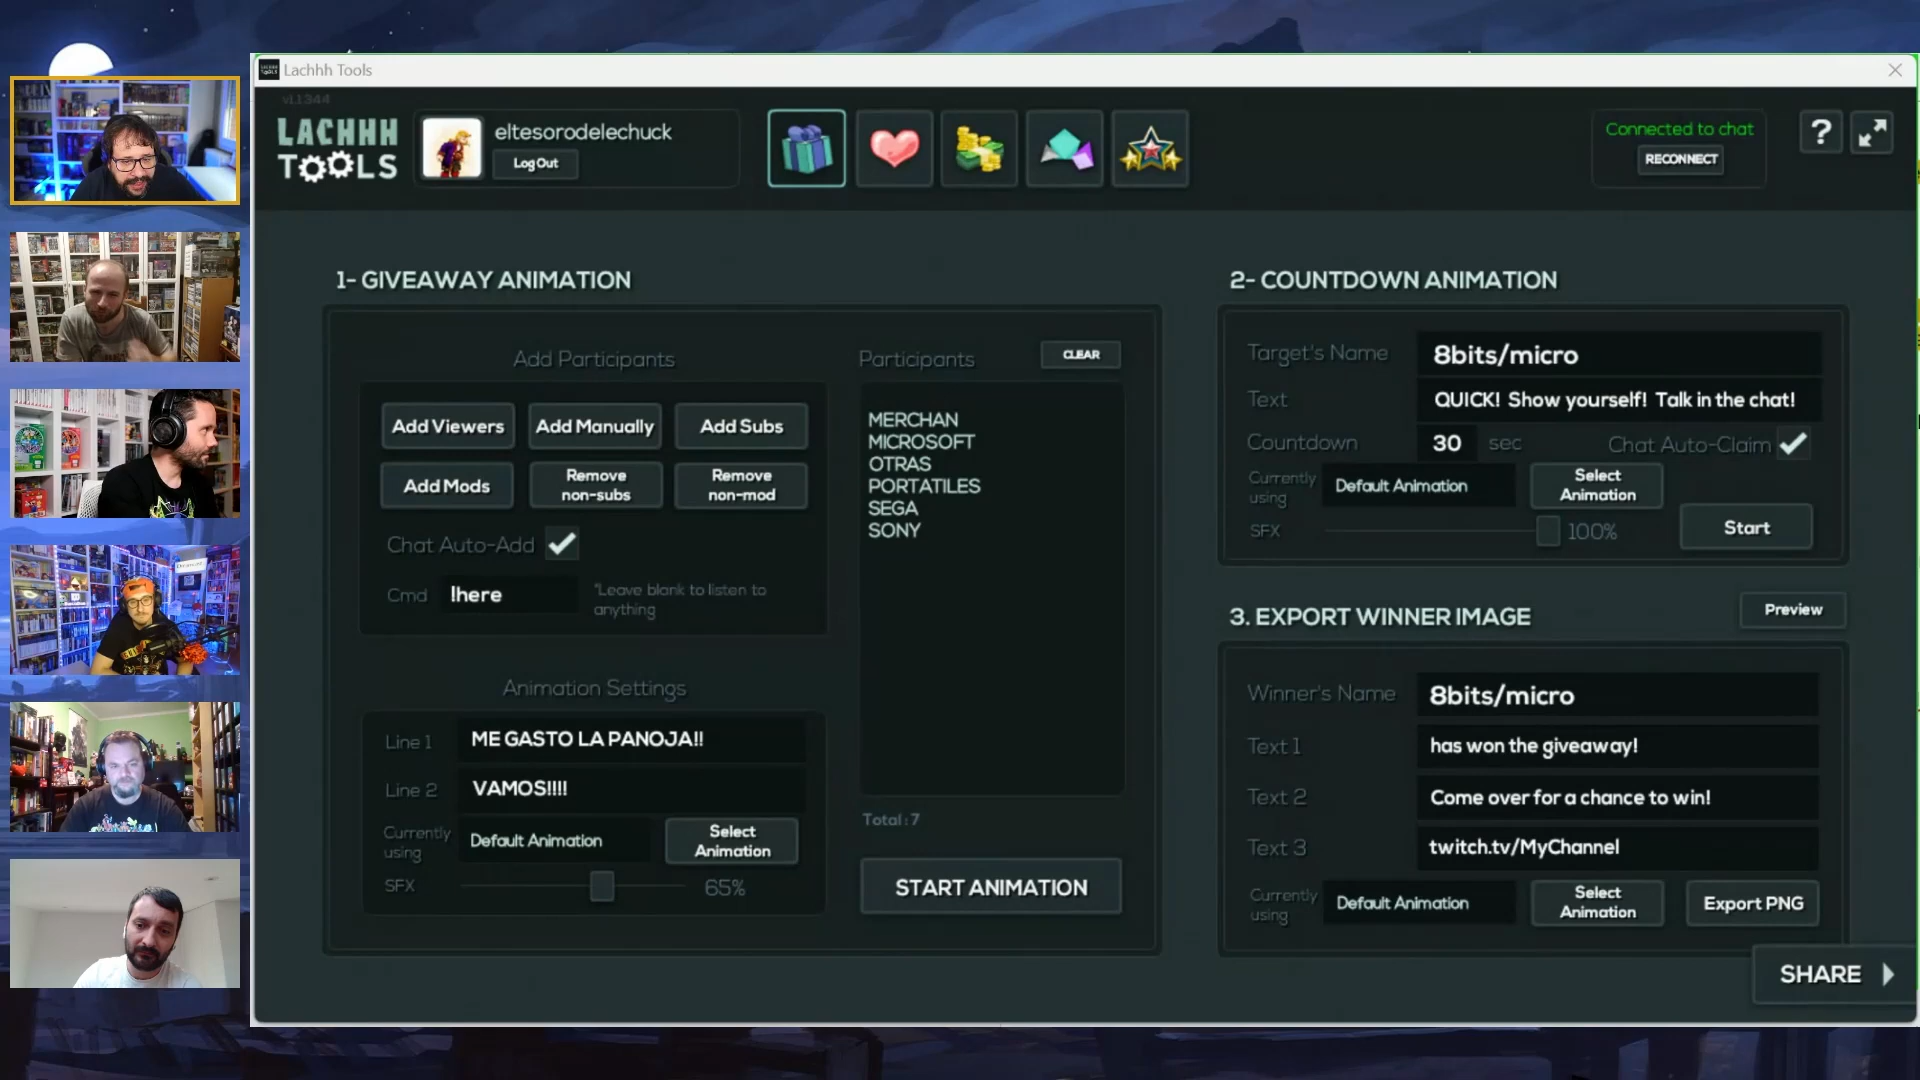 Lachhh Tools
v1.1344
LACHHH
TOOLS
eltesorodelechuck
Log Out
Connected to chat
RECONNECT
?
1- GIVEAWAY ANIMATION
Add Participants
Add Viewers
Add Manually
Add Subs
Add Mods
Remove
non-subs
Remove
non-mod
Chat Auto-Add
Cmd
!here
*Leave blank to listen to
anything
Participants
CLEAR
MERCHAN
MICROSOFT
OTRAS
PORTATILES
SEGA
SONY
Total : 7
START ANIMATION
Animation Settings
Line 1
ME GASTO LA PANOJA!!
Line 2
VAMOS!!!!
Currently
using
Default Animation
Select
Animation
SFX
65%
2- COUNTDOWN ANIMATION
Target's Name
8bits/micro
Text
QUICK! Show yourself! Talk in the chat!
Countdown
30
sec
Chat Auto-Claim
Currently
using
Default Animation
Select
Animation
SFX
100%
Start
3. EXPORT WINNER IMAGE
Preview
Winner's Name
8bits/micro
Text 1
has won the giveaway!
Text 2
Come over for a chance to win!
Text 3
twitch.tv/MyChannel
Currently
using
Default Animation
Select
Animation
Export PNG
SHARE